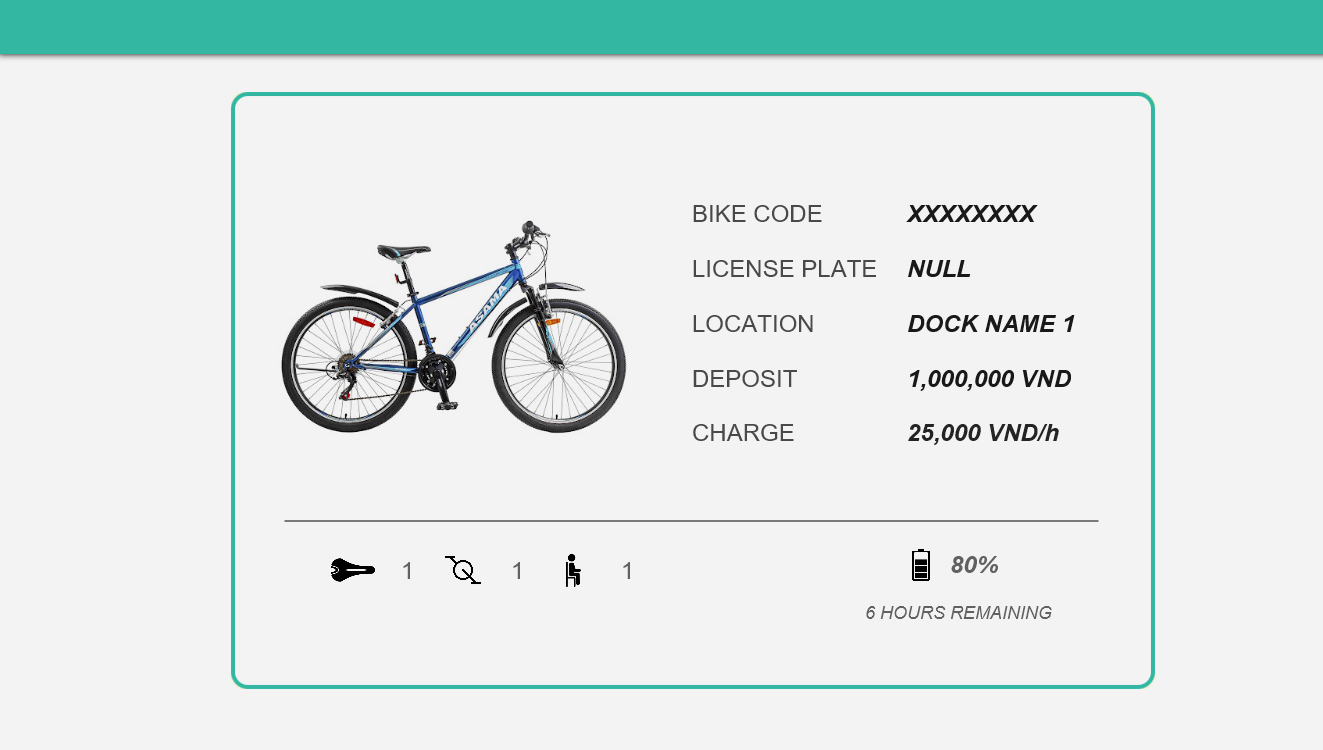 ASAMA
BIKE CODE XXXXXXXX
LICENSE PLATE NULL
LOCATION DOCK NAME 1
DEPOSIT 1,000,000 VND
CHARGE 25,000 VND/h
1 1 1 80%
6 HOURS REMAINING